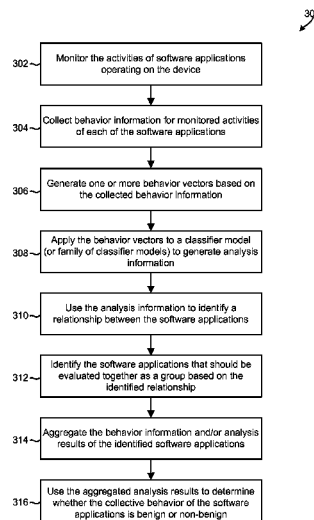 30
302
Monitor the activities of software applications
operating on the device
304
Collect behavior information for monitored activities
of each of the software applications
306
Generate one or more behavior vectors based on
the collected behavior information
308
Apply the behavior vectors to a classifier model
(or family of classifier models) to generate analysis
information
310
Use the analysis information to identify a
relationship between the software applications
312
Identify the software applications that should be
evaluated together as a group based on the
identified relationship
314
Aggregate the behavior information and/or analysis
results of the identified software applications
316
Use the aggregated analysis results to determine
whether the collective behavior of the software
applications is benign or non-benign